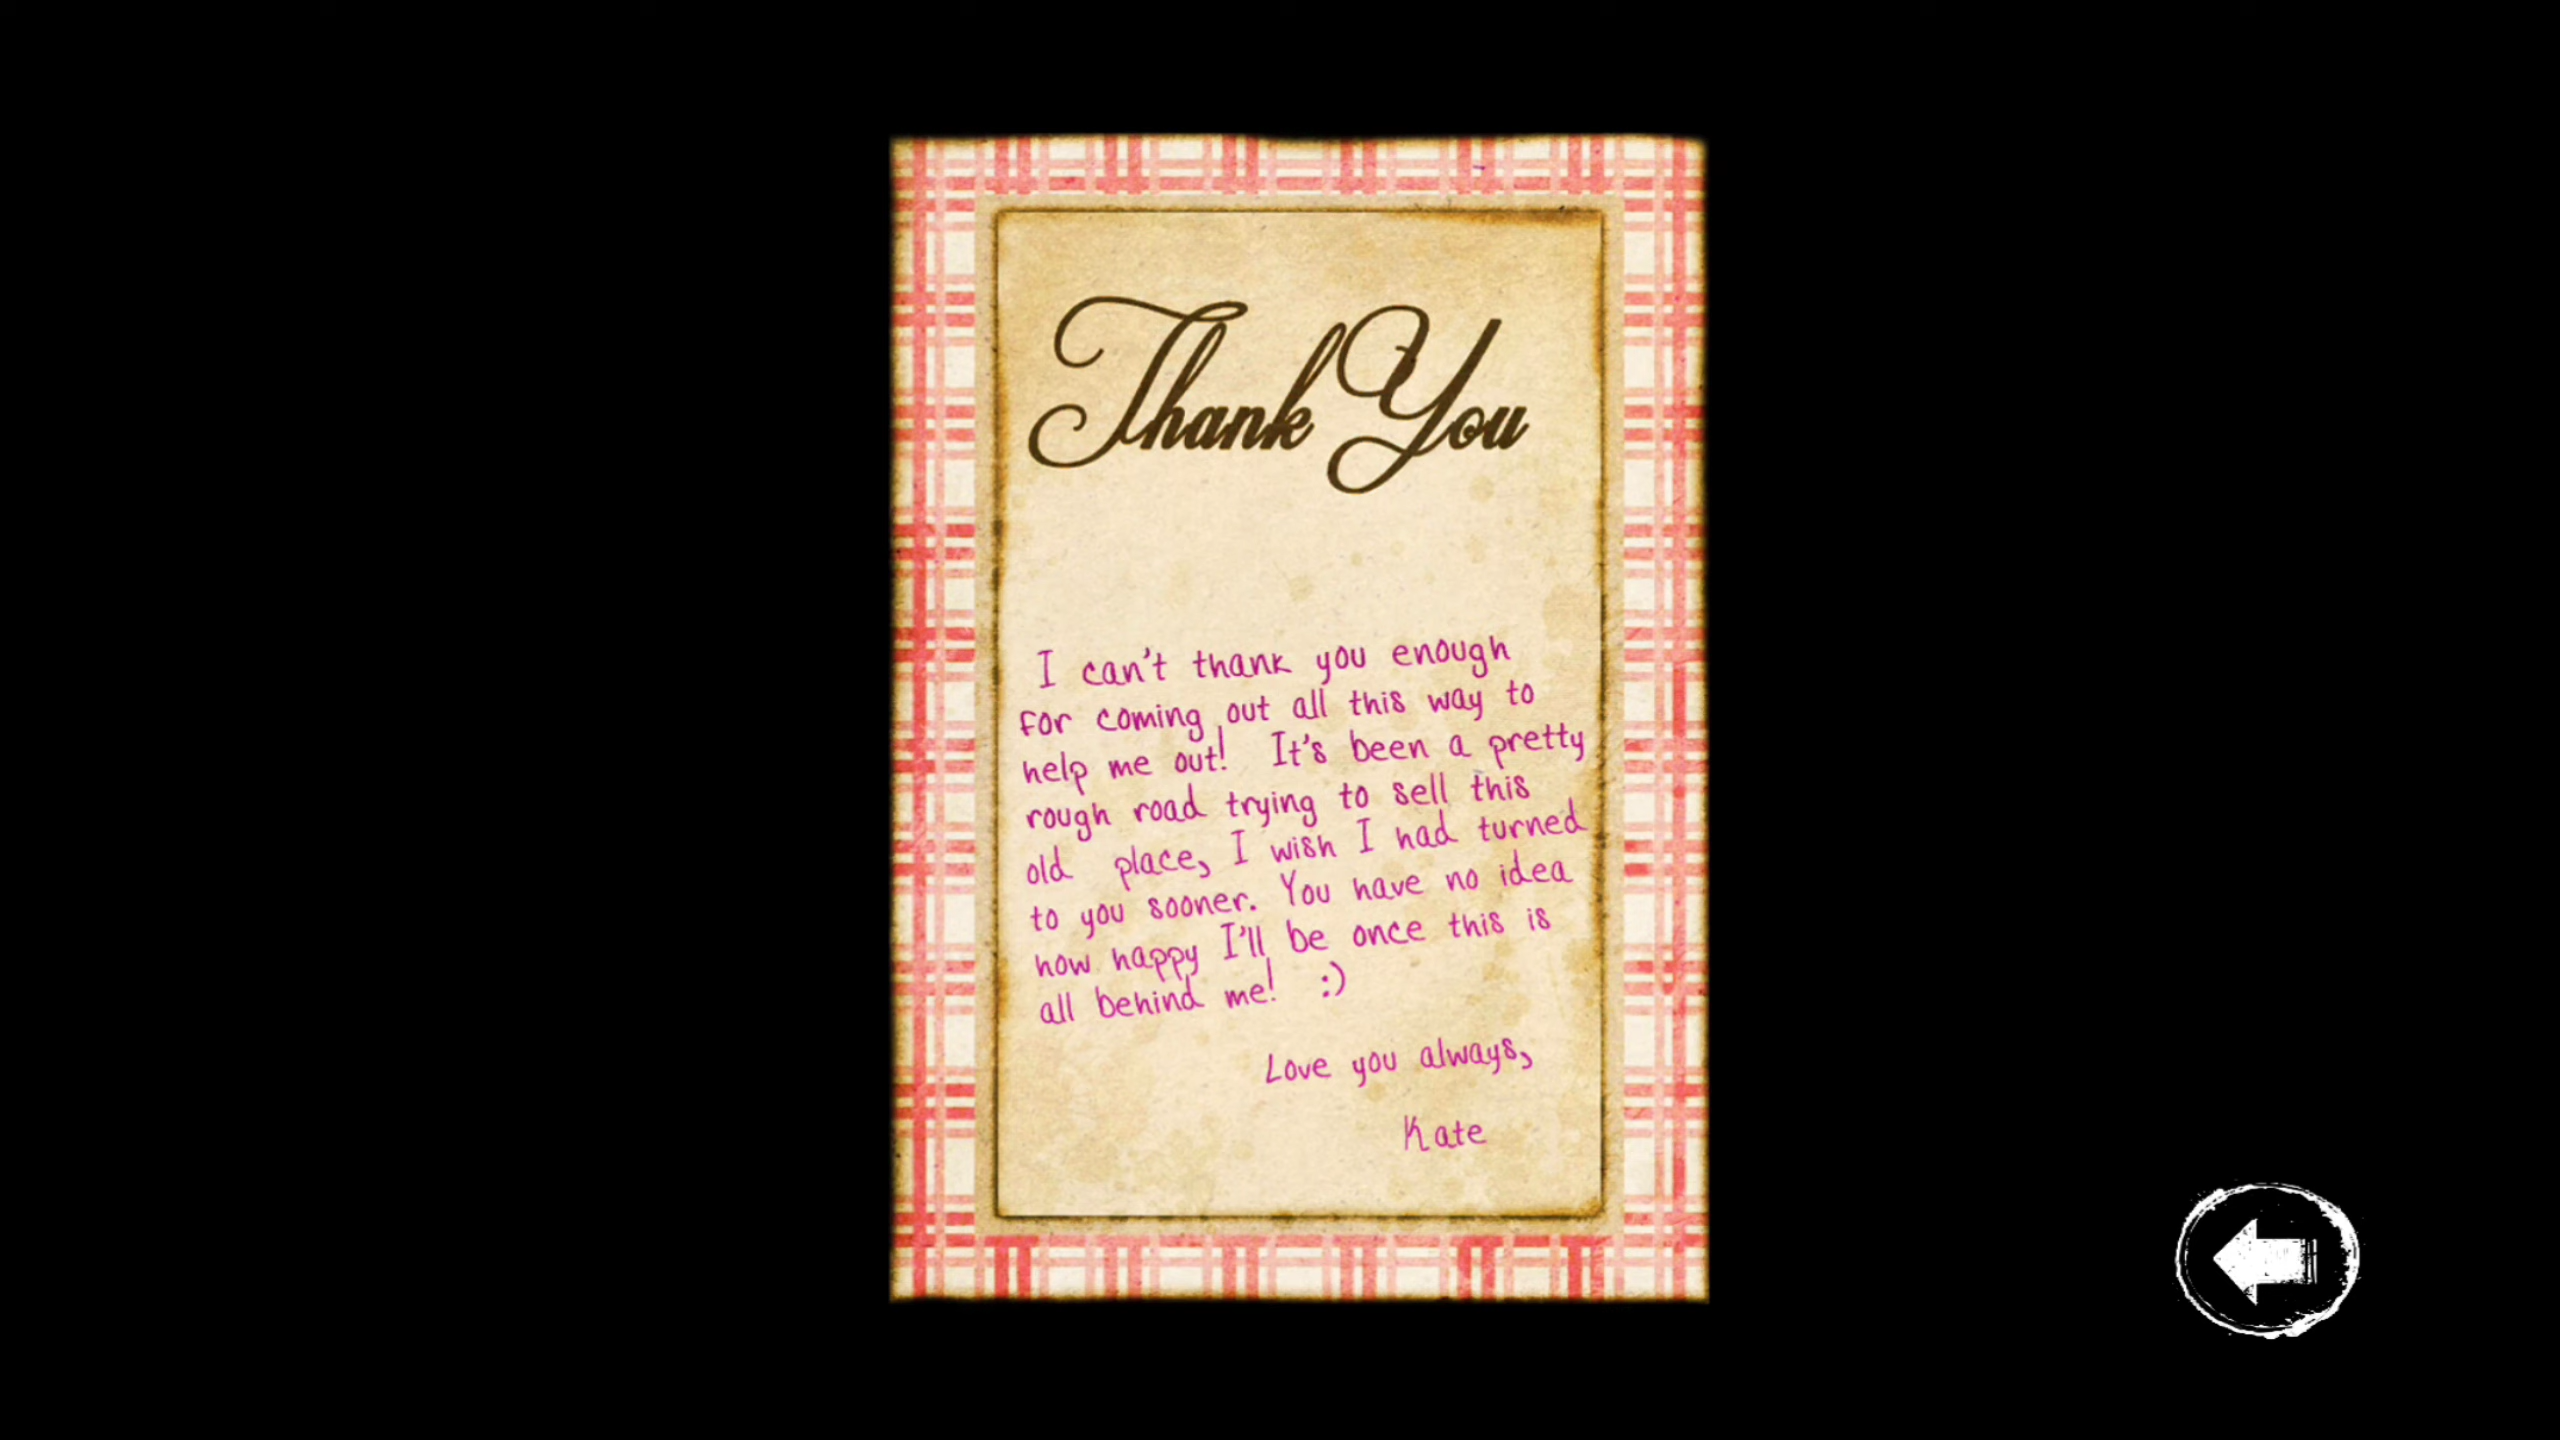 Thank You
I can't thank you enough
for coming out all this way to
help me out! It's been a pretty
rough road trying to sell this
old place, I wish I had turned
to you sooner. You have no idea
how happy I'll be once this is
all behind me! :)
Love you always,
Kate